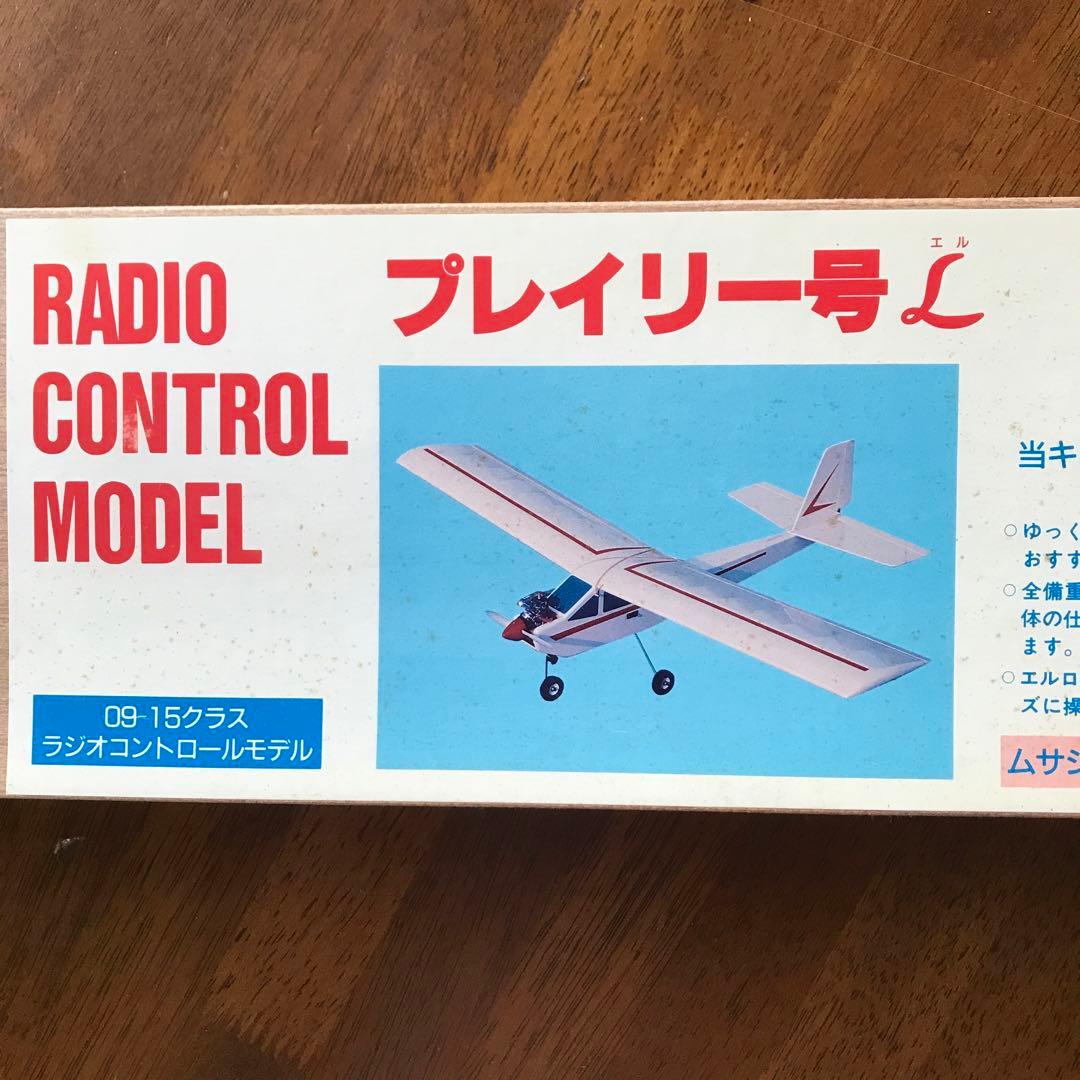 RADIO
CONTROL
MODEL
09-15クラス
ラジオコントロールモデル
エル
プレイリー号L
当キ
○ゆっく
おすす
○全備重
体の仕
ます。
○エルロ
ズに操
ムサシ